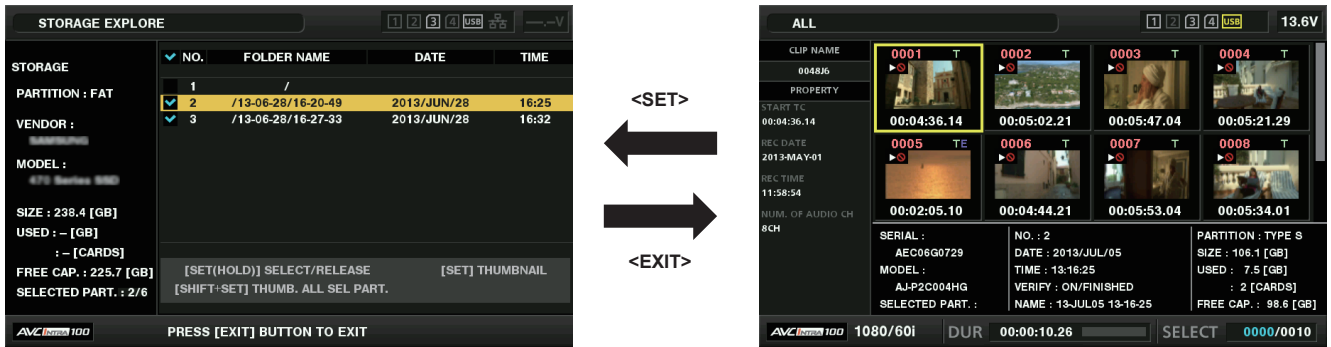 STORAGE EXPLORE
1 2 3 4 USB
––.–V
STORAGE
PARTITION : FAT
VENDOR :
SAMSUNG
MODEL :
470 Series SSD
SIZE : 238.4 [GB]
USED : – [GB]
: – [CARDS]
FREE CAP. : 225.7 [GB]
SELECTED PART. : 2/6
NO. FOLDER NAME DATE TIME
1 /
2 /13-06-28/16-20-49 2013/JUN/28 16:25
3 /13-06-28/16-27-33 2013/JUN/28 16:32
[SET(HOLD)] SELECT/RELEASE [SET] THUMBNAIL
[SHIFT+SET] THUMB. ALL SEL PART.
AVC INTRA 100 PRESS [EXIT] BUTTON TO EXIT
<SET>
<EXIT>
ALL
1 2 3 4 USB
13.6V
CLIP NAME
0048J6
PROPERTY
START TC
00:04:36.14
REC DATE
2013-MAY-01
REC TIME
11:58:54
NUM. OF AUDIO CH
8CH
0001 T 0002 T 0003 T 0004 T
00:04:36.14 00:05:02.21 00:05:47.04 00:05:21.29
0005 TE 0006 T 0007 T 0008 T
00:02:05.10 00:04:44.21 00:05:53.04 00:05:34.01
SERIAL :
AEC06G0729
MODEL :
AJ-P2C004HG
SELECTED PART. :
NO. : 2
DATE : 2013/JUL/05
TIME : 13:16:25
VERIFY : ON/FINISHED
NAME : 13-JUL05 13-16-25
PARTITION : TYPE S
SIZE : 106.1 [GB]
USED : 7.5 [GB]
: 2 [CARDS]
FREE CAP. : 98.6 [GB]
AVC INTRA 100 1080/60i DUR 00:00:10.26 SELECT 0000/0010